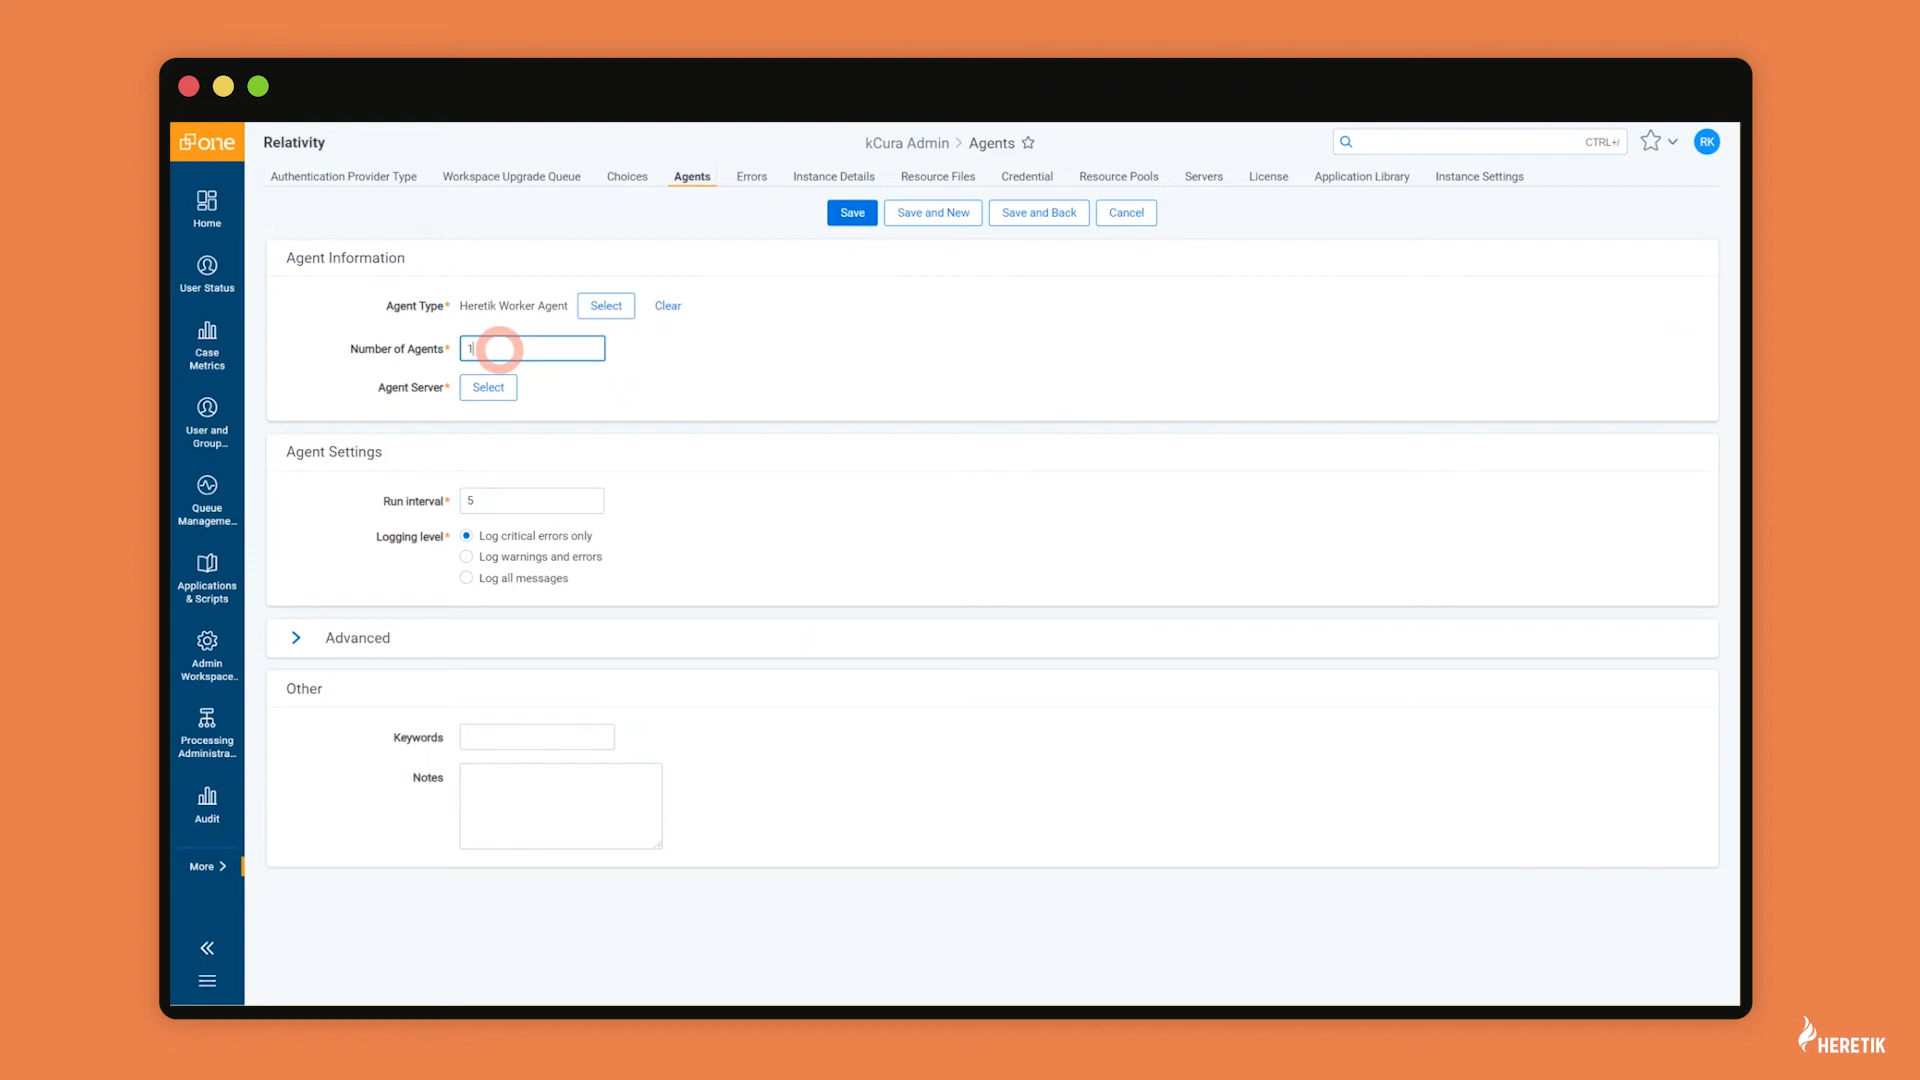 one
Relativity
kCura Admin > Agents
CTRL+/
RK
Authentication Provider Type
Workspace Upgrade Queue
Choices
Agents
Errors
Instance Details
Resource Files
Credential
Resource Pools
Servers
License
Application Library
Instance Settings
Save
Save and New
Save and Back
Cancel
Home
User Status
Case
Metrics
User and
Group...
Queue
Manageme...
Applications
& Scripts
Admin
Workspace..
Processing
Administra...
Audit
More >
Agent Information
Agent Type* Heretik Worker Agent Select Clear
Number of Agents* 1
Agent Server* Select
Agent Settings
Run interval* 5
Logging level* Log critical errors only
Log warnings and errors
Log all messages
Advanced
Other
Keywords
Notes
HERETIK